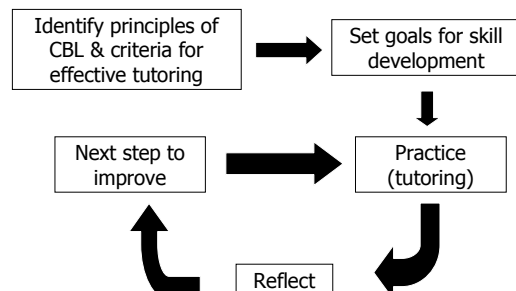 Identify principles of
CBL & criteria for
effective tutoring
Set goals for skill
development
Next step to
improve
Practice
(tutoring)
Reflect